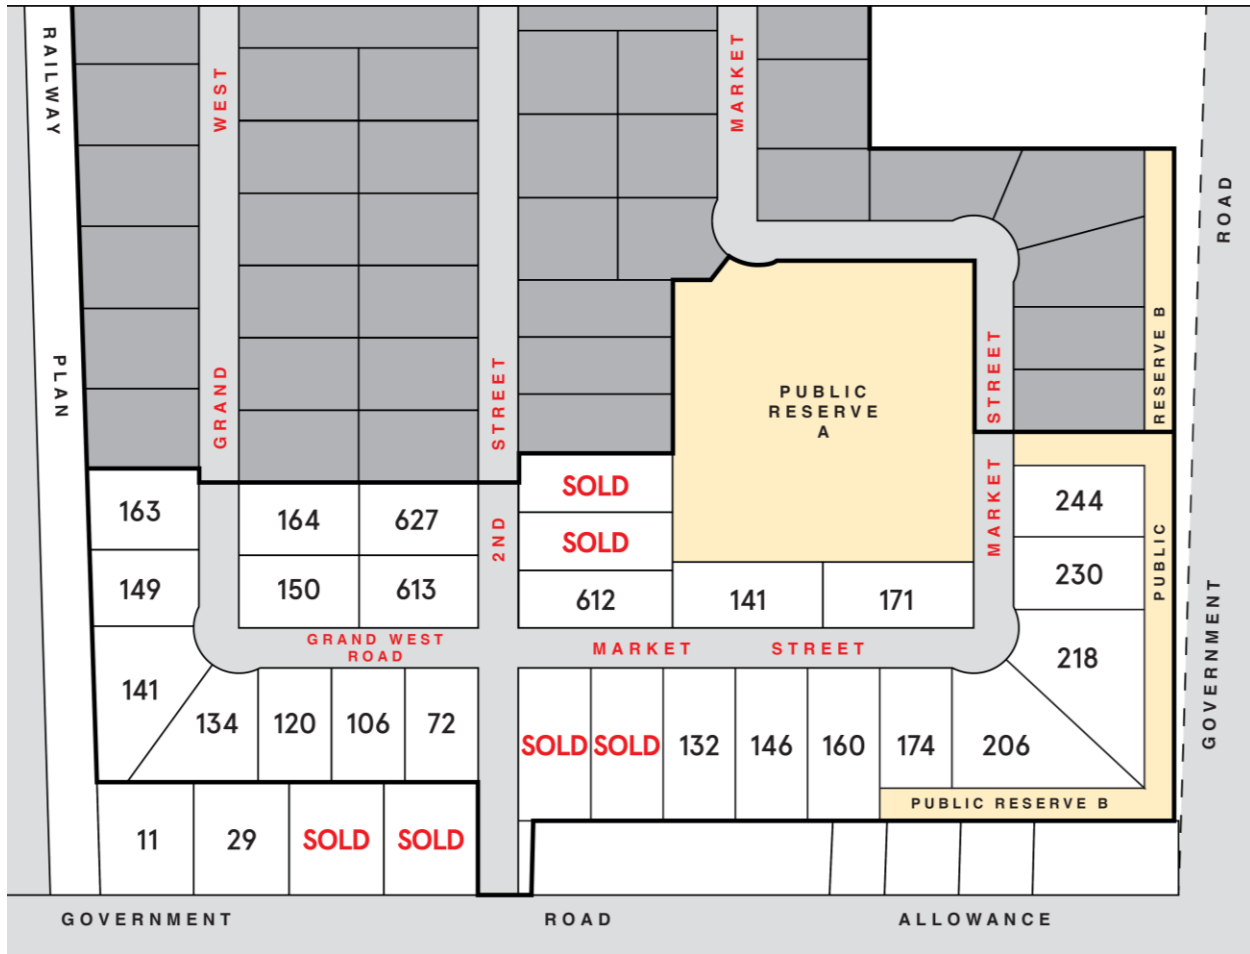 RAILWAY
PLAN
WEST
GRAND
STREET
2ND
MARKET
STREET
MARKET
ROAD
GOVERNMENT
RESERVE B
PUBLIC
PUBLIC
RESERVE
A
SOLD
163
164
627
SOLD
244
149
150
613
612
141
171
230
GRAND WEST
ROAD
MARKET STREET
218
141
134
120
106
72
SOLD
SOLD
132
146
160
174
206
PUBLIC RESERVE B
11
29
SOLD
SOLD
GOVERNMENT ROAD ALLOWANCE